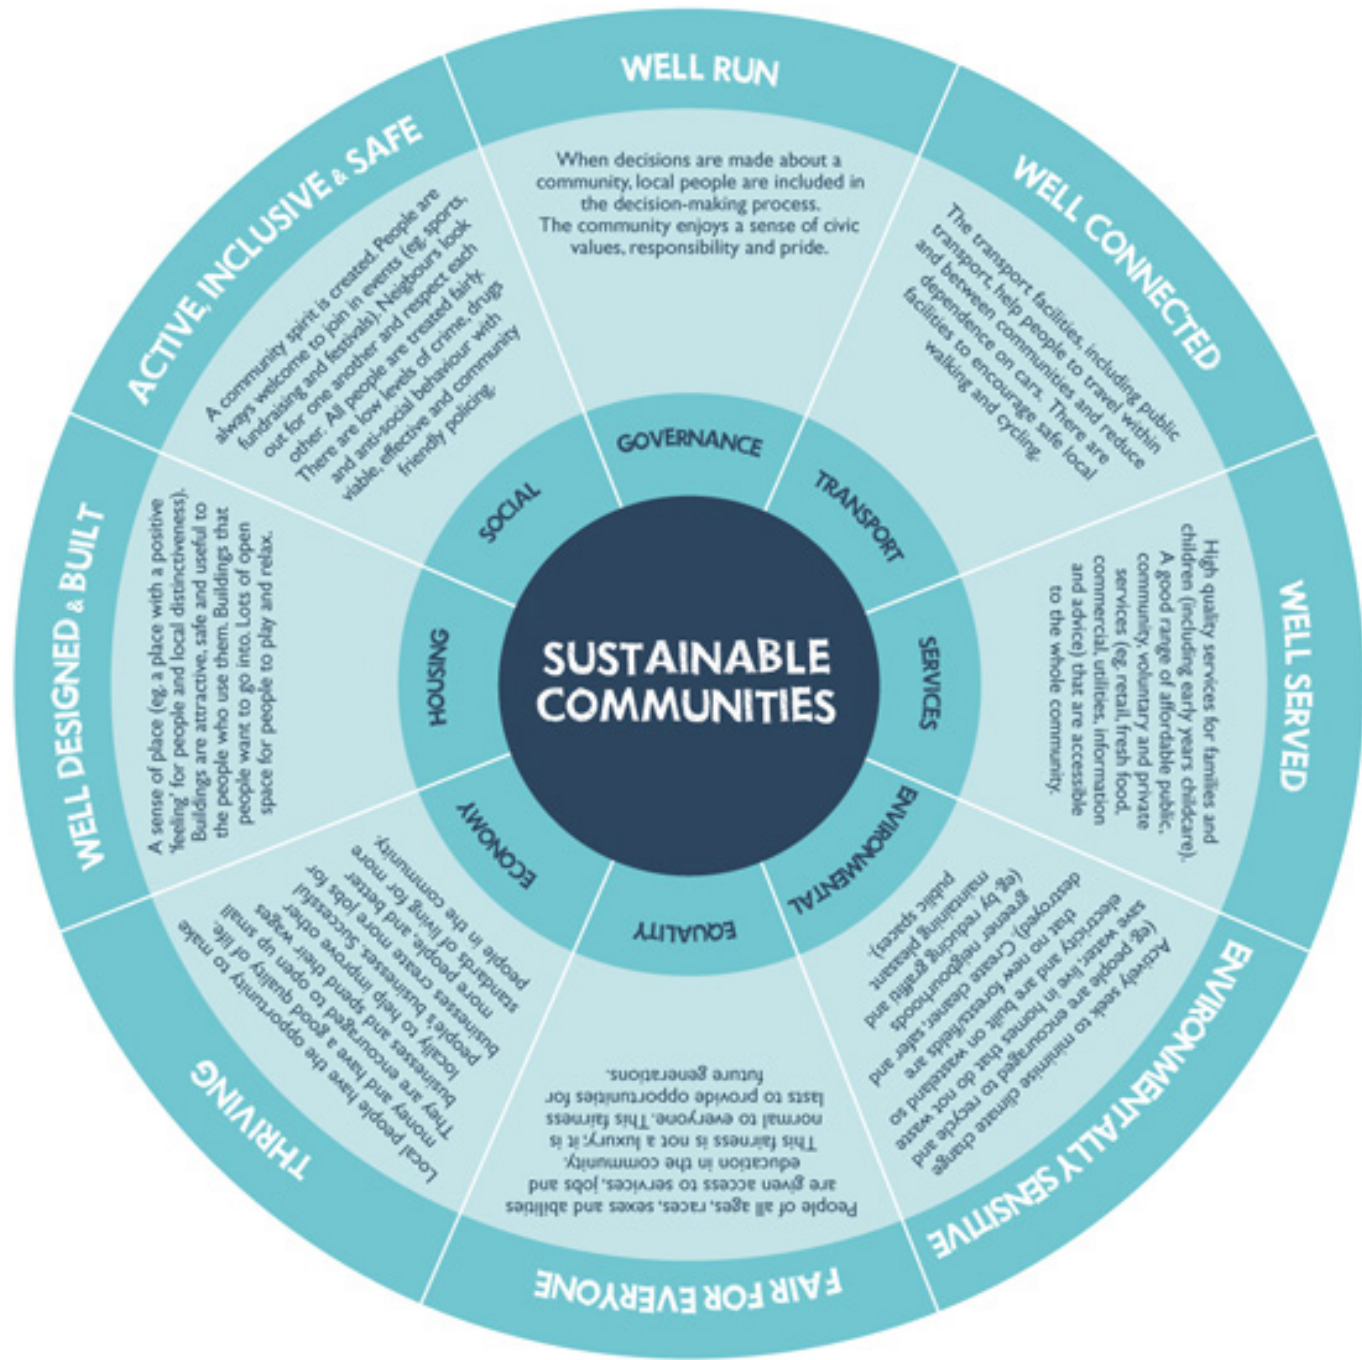 SUSTAINABLE
COMMUNITIES
WELL RUN
When decisions are made about a
community, local people are included in
the decision-making process.
The community enjoys a sense of civic
values, responsibility and pride.
GOVERNANCE
WELL CONNECTED
The transport facilities, including public
transport, help people to travel within
and between communities and reduce
dependence on cars. There are
facilities to encourage safe local
walking and cycling.
TRANSPORT
WELL SERVED
High quality services for families and
children (including early years childcare).
A good range of affordable public,
community, voluntary and private
services (eg, retail, fresh food,
commercial, utilities, information
and advice) that are accessible
to the whole community.
SERVICES
ENVIRONMENTALLY SENSITIVE
Actively seek to minimise climate change
(eg, people are encouraged to recycle and
save water, live in homes that do not waste
electricity and are built on wasteland so
that no new forests/fields are
destroyed). Create cleaner, safer and
greener neigbourhoods
(eg, by reducing graffiti and
maintaining pleasant
public spaces).
ENVIRONMENTAL
FAIR FOR EVERYONE
People of all ages, races, sexes and abilities
are given access to services, jobs and
education in the community.
This fairness is not a luxury; it is
normal to everyone. This fairness
lasts to provide opportunities for
future generations.
EQUALITY
THRIVING
Local people have the opportunity to make
money and have a good quality of life.
They are encouraged to open up small
businesses and spend their wages
locally to help improve other
people's businesses. Successful
businesses create more jobs for
more people, and better
standards of living for more
people in the community.
ECONOMY
WELL DESIGNED & BUILT
A sense of place (eg, a place with a positive
'feeling' for people and local distinctiveness).
Buildings are attractive, safe and useful to
the people who use them. Buildings that
people want to go into. Lots of open
space for people to play and relax.
HOUSING
ACTIVE, INCLUSIVE & SAFE
A community spirit is created. People are
always welcome to join in events (eg, sports,
fundraising and festivals). Neighbours look
out for one another and respect each
other. All people are treated fairly.
There are low levels of crime, drugs
and anti-social behaviour with
viable, effective and community
friendly policing.
SOCIAL